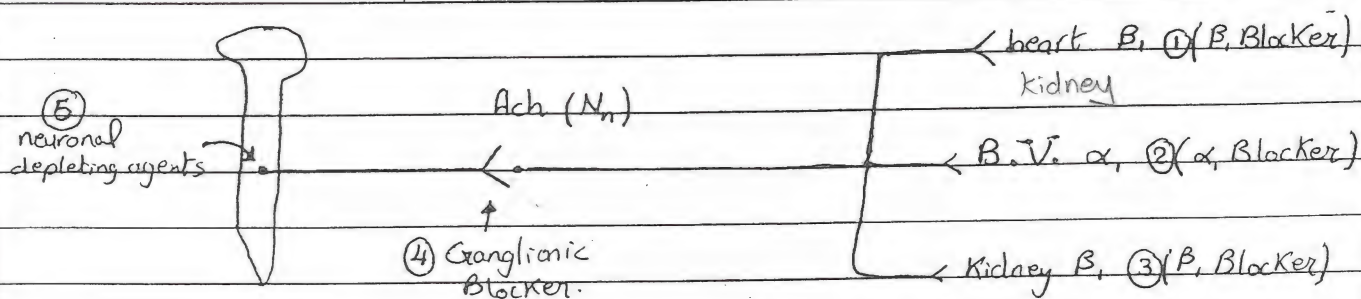 heart β₁ ①(β₁ Blocker)
Kidney
Ach (Nn)
⑤ neuronal
depleting agents
B.V. α₁ ②(α₁ Blocker)
④ Ganglionic
Blocker.
Kidney β₁ ③(β₁ Blocker)